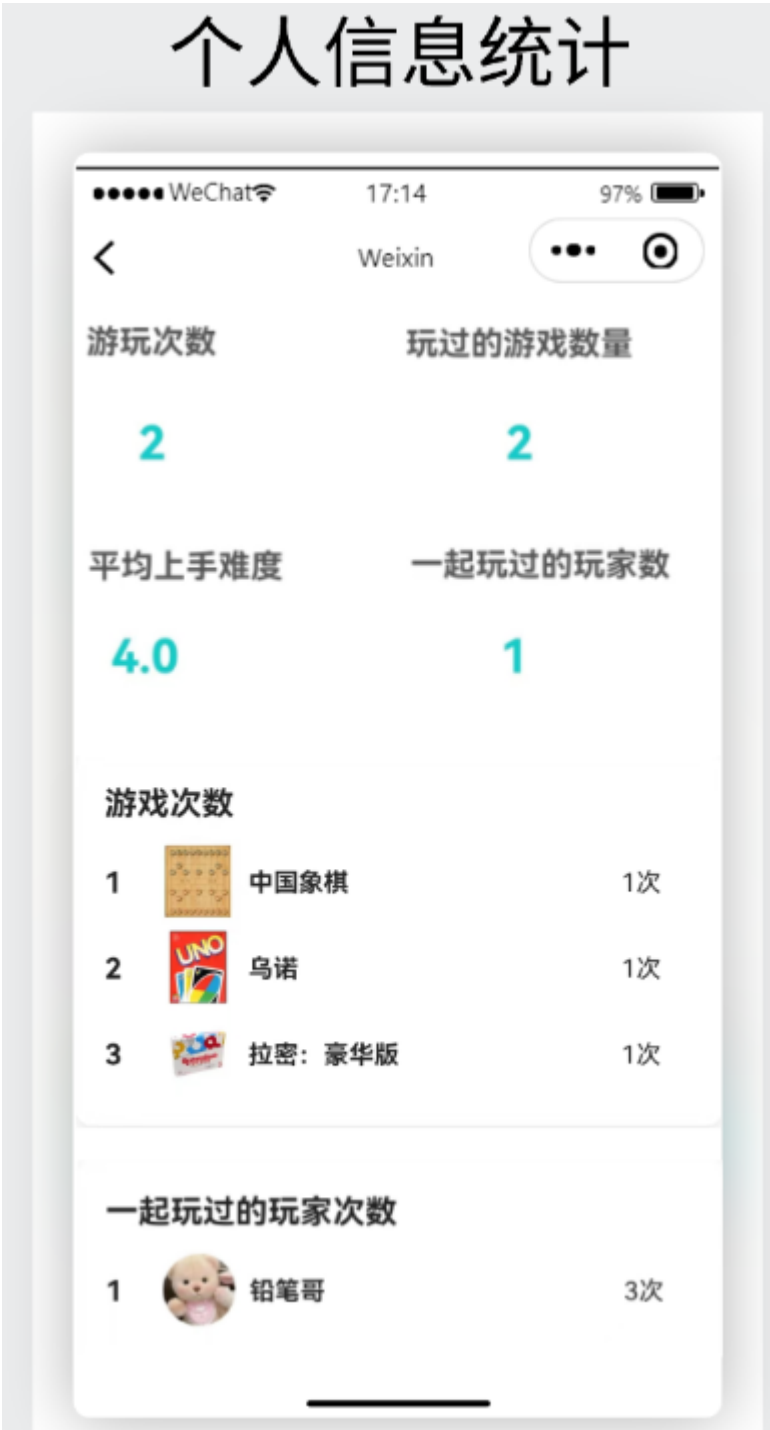 个人信息统计
WeChat 17:14 97%
Weixin
游玩次数 玩过的游戏数量
2 2
平均上手难度 一起玩过的玩家数
4.0 1
游戏次数
1 中国象棋 1次
2 UNO 乌诺 1次
3 拉密：豪华版 1次
一起玩过的玩家次数
1 铅笔哥 3次